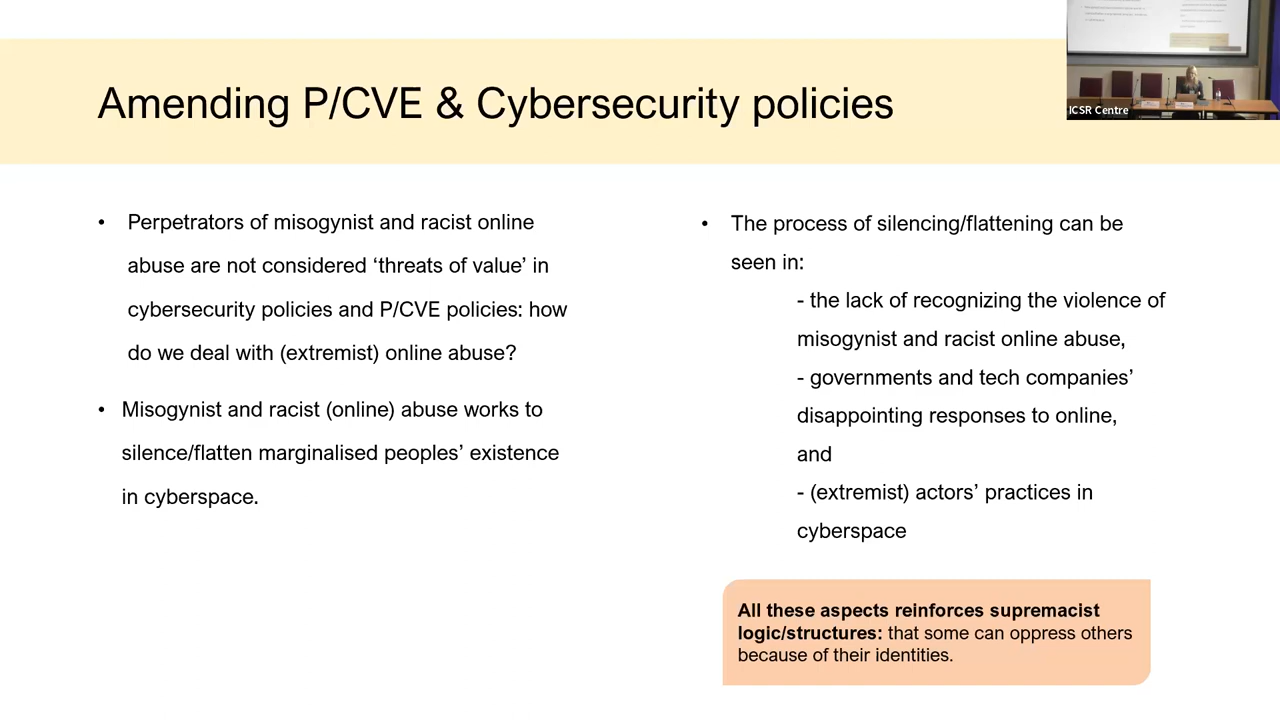 Amending P/CVE & Cybersecurity policies
ICSR Centre
• Perpetrators of misogynist and racist online
abuse are not considered ‘threats of value’ in
cybersecurity policies and P/CVE policies: how
do we deal with (extremist) online abuse?
• Misogynist and racist (online) abuse works to
silence/flatten marginalised peoples’ existence
in cyberspace.
• The process of silencing/flattening can be
seen in:
- the lack of recognizing the violence of
misogynist and racist online abuse,
- governments and tech companies’
disappointing responses to online,
and
- (extremist) actors’ practices in
cyberspace
All these aspects reinforces supremacist
logic/structures: that some can oppress others
because of their identities.